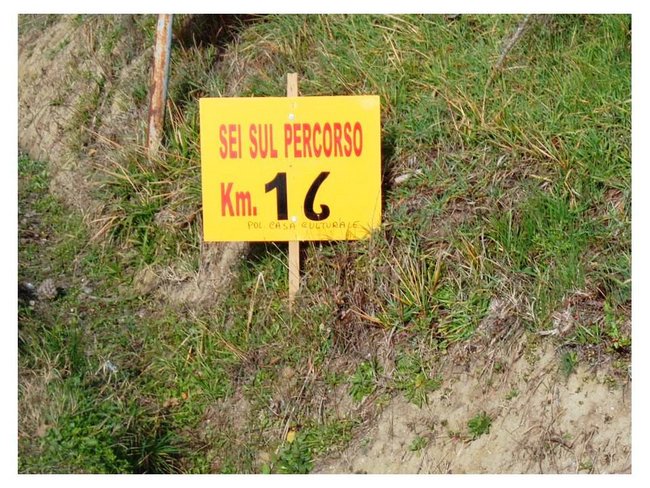 SEI SUL PERCORSO
Km. 16
POL CASA CULTURALE